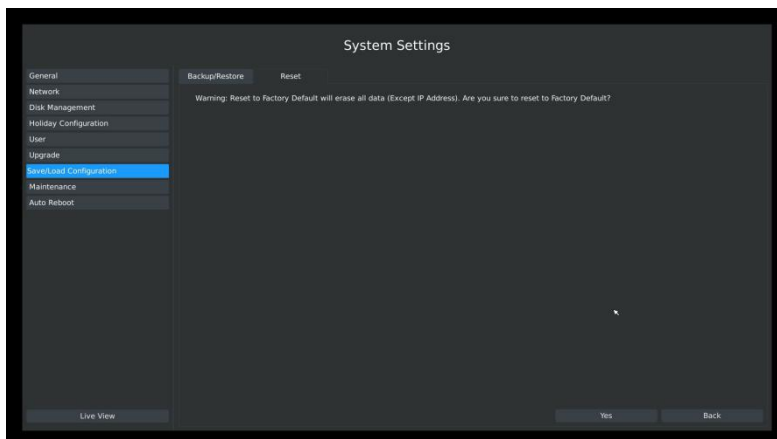 System Settings
General
Network
Disk Management
Holiday Configuration
User
Upgrade
Save/Load Configuration
Maintenance
Auto Reboot
Live View
Backup/Restore
Reset
Warning: Reset to Factory Default will erase all data (Except IP Address). Are you sure to reset to Factory Default?
Yes
Back